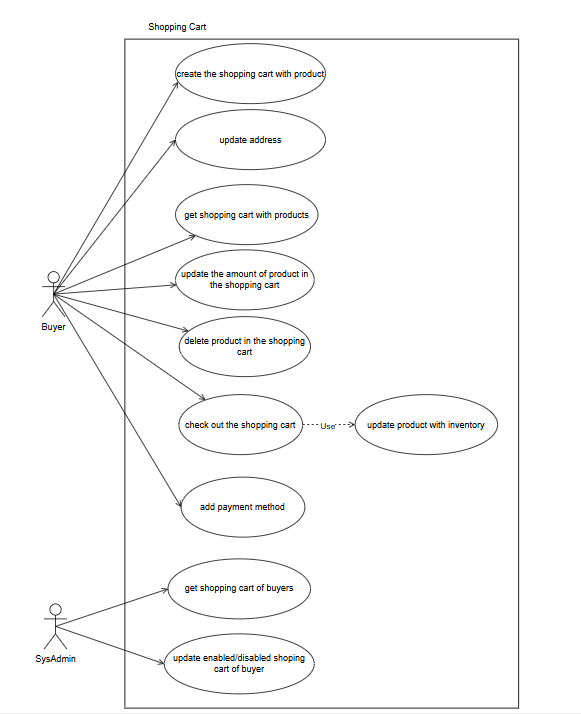 Shopping Cart
create the shopping cart with product
update address
get shopping cart with products
update the amount of product in
the shopping cart
Buyer
delete product in the shopping
cart
check out the shopping cart
Use
update product with inventory
add payment method
get shopping cart of buyers
SysAdmin
update enabled/disabled shoping
cart of buyer